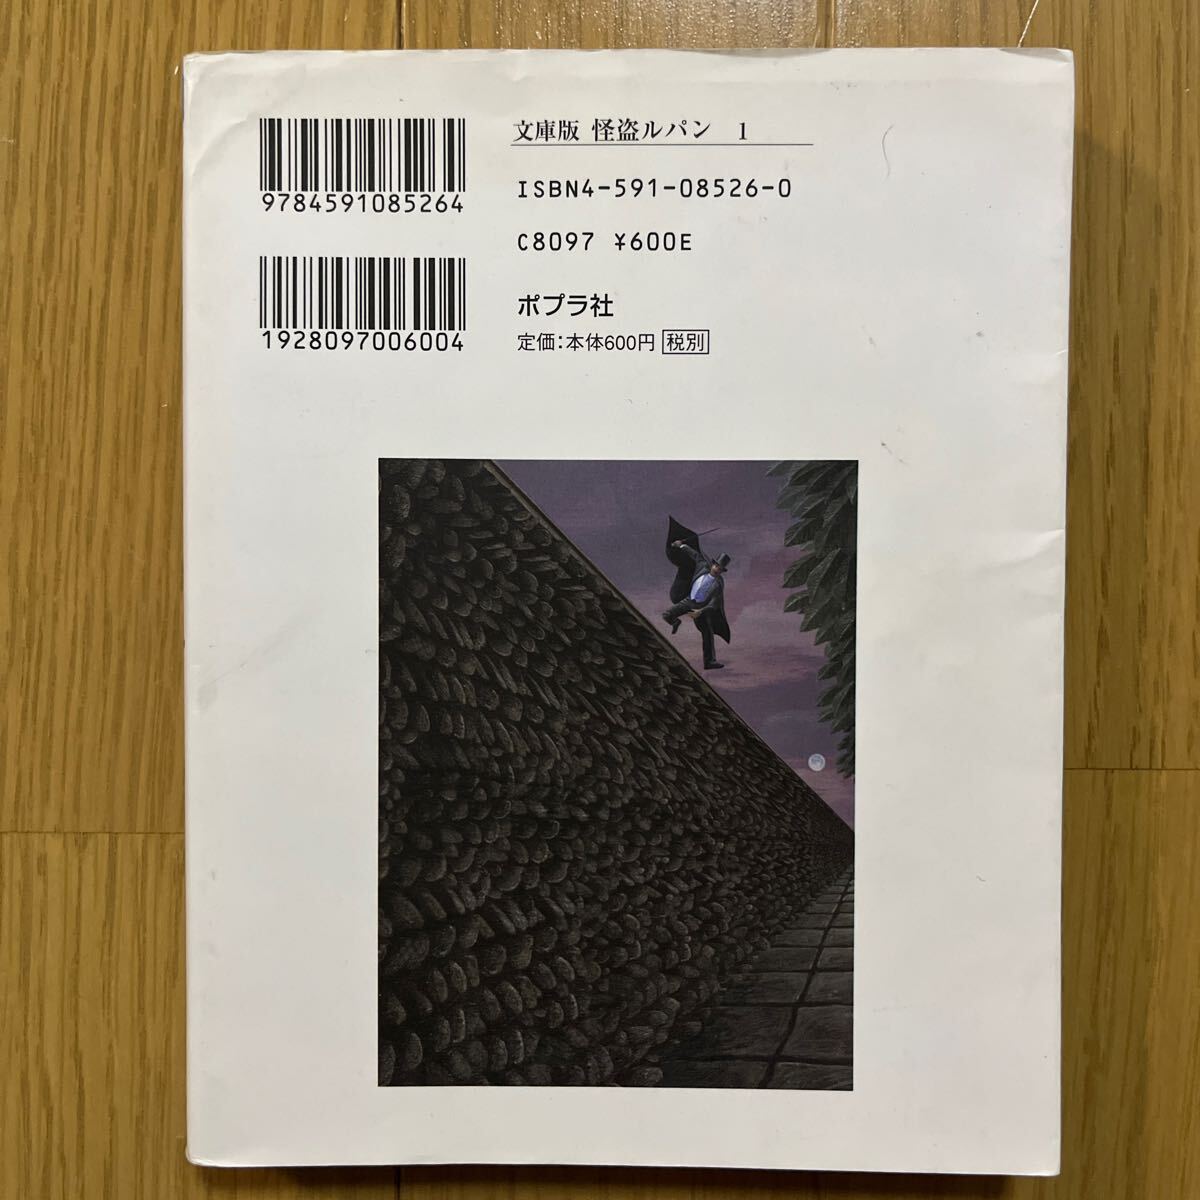 9784591085264
1928097006004
文庫版 怪盗ルパン 1
ISBN4-591-08526-0
C8097 ¥600E
ポプラ社
定価：本体600円 税別